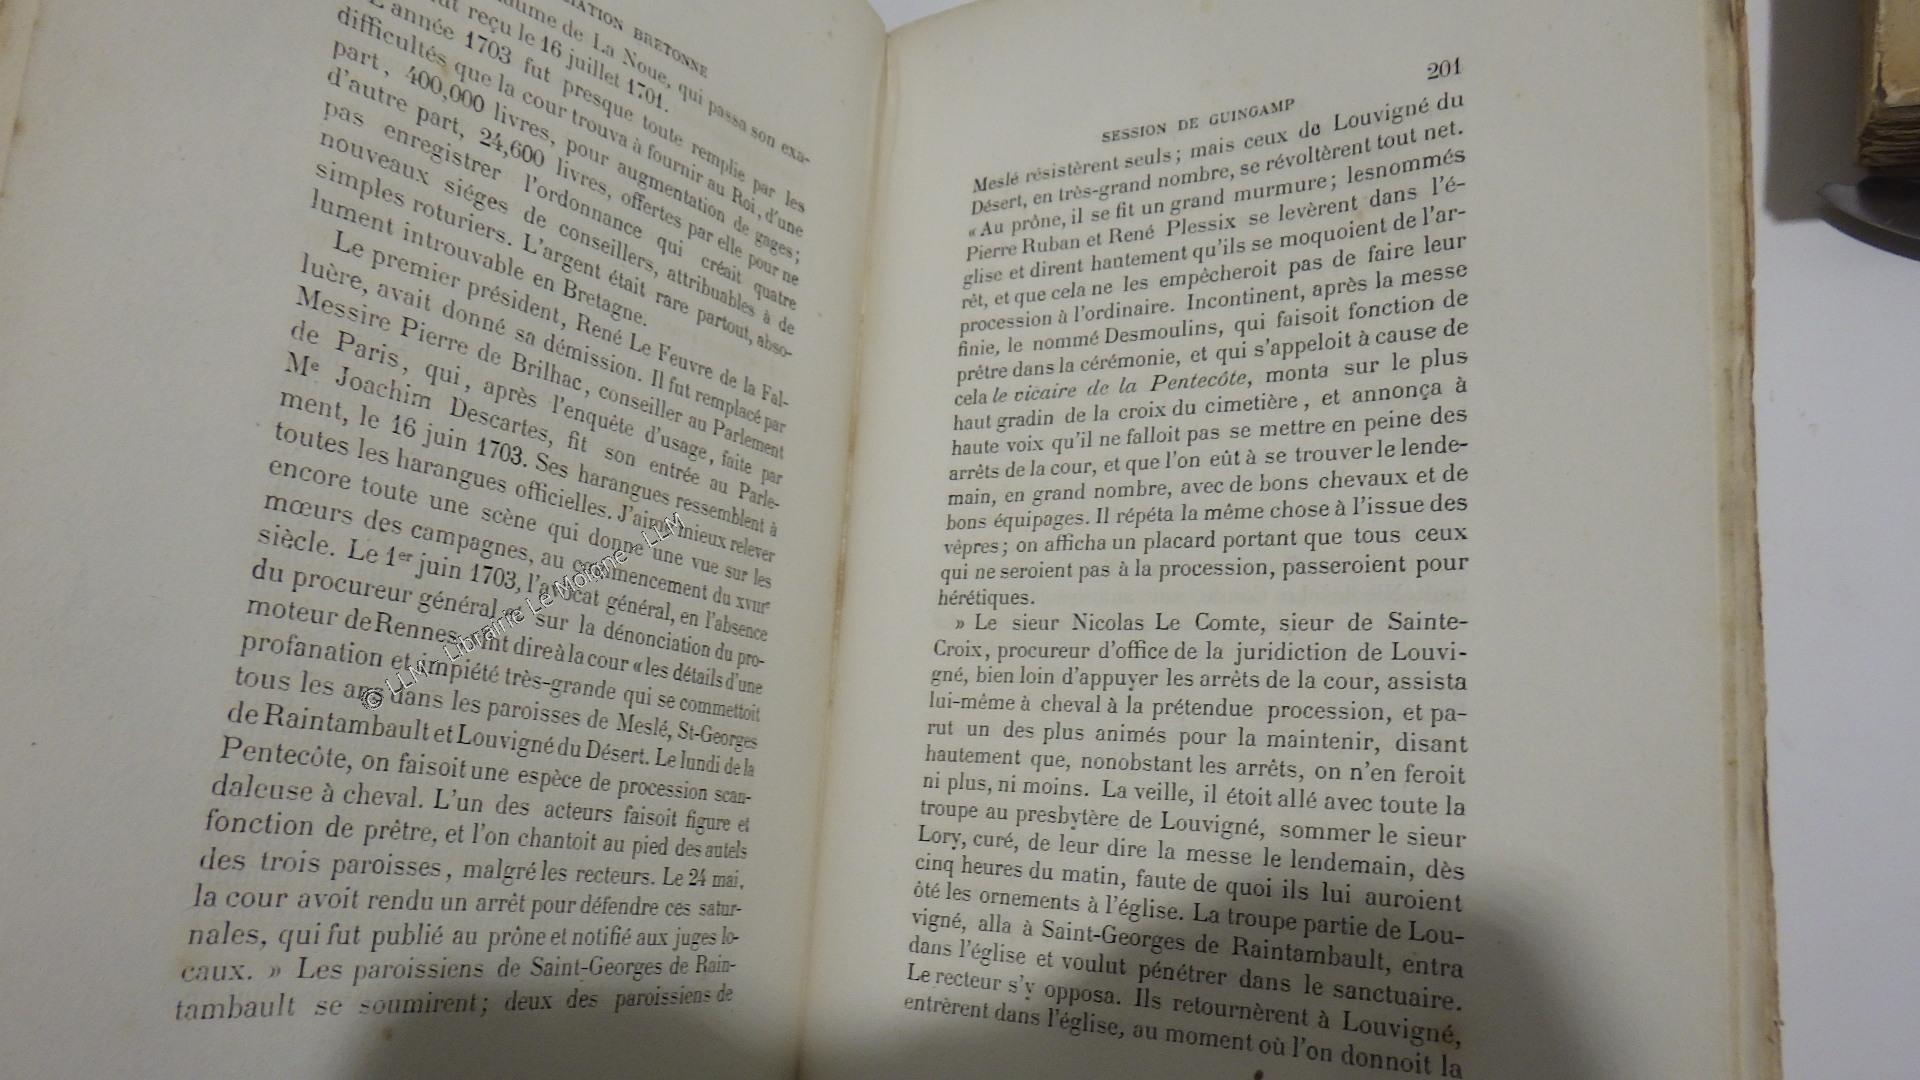 ATION BRETONNE
aume de La Noue, qui passa son exa-
ut reçu le 16 juillet 1701.
L'année 1703 fut presque toute remplie par les
difficultés que la cour trouva à fournir au Roi, d'une
part, 400,000 livres, pour augmentation de gages;
d'autre part, 24,600 livres, offertes par elle pour ne
pas enregistrer l'ordonnance qui créait quatre
nouveaux siéges de conseillers, attribuables à de
simples roturiers. L'argent était rare partout, abso-
lument introuvable en Bretagne.
Le premier président, René Le Feuvre de la Fal-
luère, avait donné sa démission. Il fut remplacé par
Messire Pierre de Brilhac, conseiller au Parlement
de Paris, qui, après l'enquête d'usage, faite par
Me Joachim Descartes, fit son entrée au Parle-
ment, le 16 juin 1703. Ses harangues ressemblent à
toutes les harangues officielles. J'aime mieux relever
encore toute une scène qui donne une vue sur les
mœurs des campagnes, au commencement du xviiie
siècle. Le 1er juin 1703, l'avocat général, en l'absence
du procureur général, sur la dénonciation du pro-
moteur de Rennes, vint dire à la cour « les détails d'une
profanation et impiété très-grande qui se commettoit
tous les ans dans les paroisses de Meslé, St-Georges
de Raintambault et Louvigné du Désert. Le lundi de la
Pentecôte, on faisoit une espèce de procession scan-
daleuse à cheval. L'un des acteurs faisoit figure et
fonction de prêtre, et l'on chantoit au pied des autels
des trois paroisses, malgré les recteurs. Le 24 mai,
la cour avoit rendu un arrêt pour défendre ces satur-
nales, qui fut publié au prône et notifié aux juges lo-
caux. » Les paroissiens de Saint-Georges de Rain-
tambault se soumirent; deux des paroissiens de
© LLM - Librairie Le Moigne - LLM
SESSION DE GUINGAMP 201
Meslé résistèrent seuls; mais ceux de Louvigné du
Désert, en très-grand nombre, se révoltèrent tout net.
« Au prône, il se fit un grand murmure; lesnommés
Pierre Ruban et René Plessix se levèrent dans l'é-
glise et dirent hautement qu'ils se moquoient de l'ar-
rêt, et que cela ne les empêcheroit pas de faire leur
procession à l'ordinaire. Incontinent, après la messe
finie, le nommé Desmoulins, qui faisoit fonction de
prêtre dans la cérémonie, et qui s'appeloit à cause de
cela le vicaire de la Pentecôte, monta sur le plus
haut gradin de la croix du cimetière, et annonça à
haute voix qu'il ne falloit pas se mettre en peine des
arrêts de la cour, et que l'on eût à se trouver le lende-
main, en grand nombre, avec de bons chevaux et de
bons équipages. Il répéta la même chose à l'issue des
vêpres; on afficha un placard portant que tous ceux
qui ne seroient pas à la procession, passeroient pour
hérétiques.
» Le sieur Nicolas Le Comte, sieur de Sainte-
Croix, procureur d'office de la juridiction de Louvi-
gné, bien loin d'appuyer les arrêts de la cour, assista
lui-même à cheval à la prétendue procession, et pa-
rut un des plus animés pour la maintenir, disant
hautement que, nonobstant les arrêts, on n'en feroit
ni plus, ni moins. La veille, il étoit allé avec toute la
troupe au presbytère de Louvigné, sommer le sieur
Lory, curé, de leur dire la messe le lendemain, dès
cinq heures du matin, faute de quoi ils lui auroient
ôté les ornements à l'église. La troupe partie de Lou-
vigné, alla à Saint-Georges de Raintambault, entra
dans l'église et voulut pénétrer dans le sanctuaire.
Le recteur s'y opposa. Ils retournèrent à Louvigné,
entrèrent dans l'église, au moment où l'on donnoit la